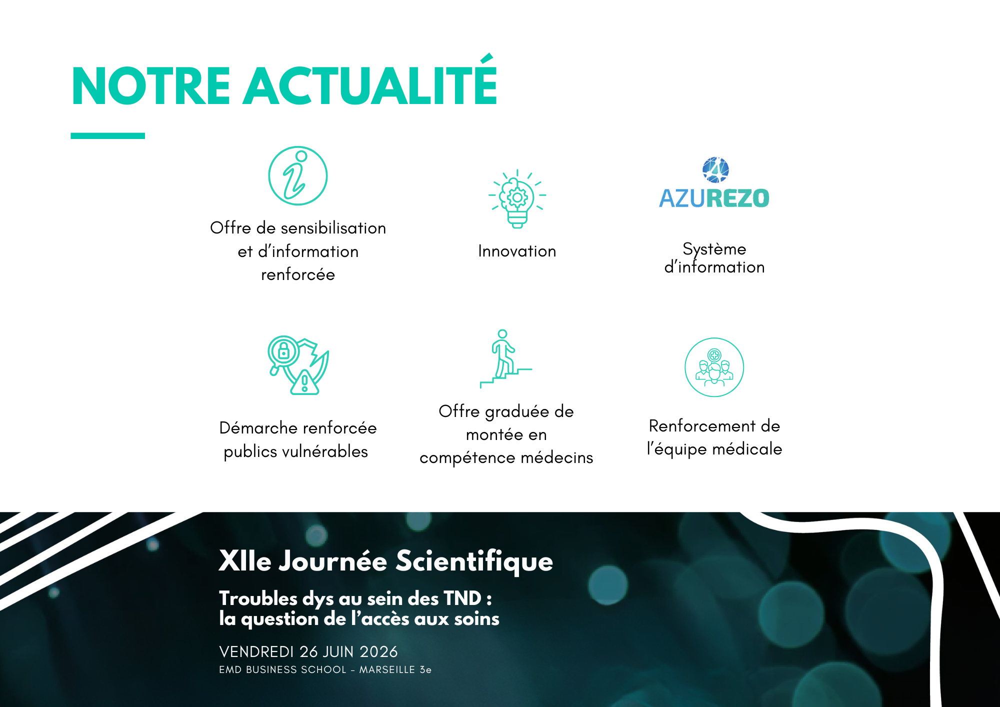 NOTRE ACTUALITÉ
Offre de sensibilisation
et d’information
renforcée
Innovation
AZUREZO
Système
d’information
Démarche renforcée
publics vulnérables
Offre graduée de
montée en
compétence médecins
Renforcement de
l’équipe médicale
XIIe Journée Scientifique
Troubles dys au sein des TND :
la question de l’accès aux soins
VENDREDI 26 JUIN 2026
EMD BUSINESS SCHOOL - MARSEILLE 3e